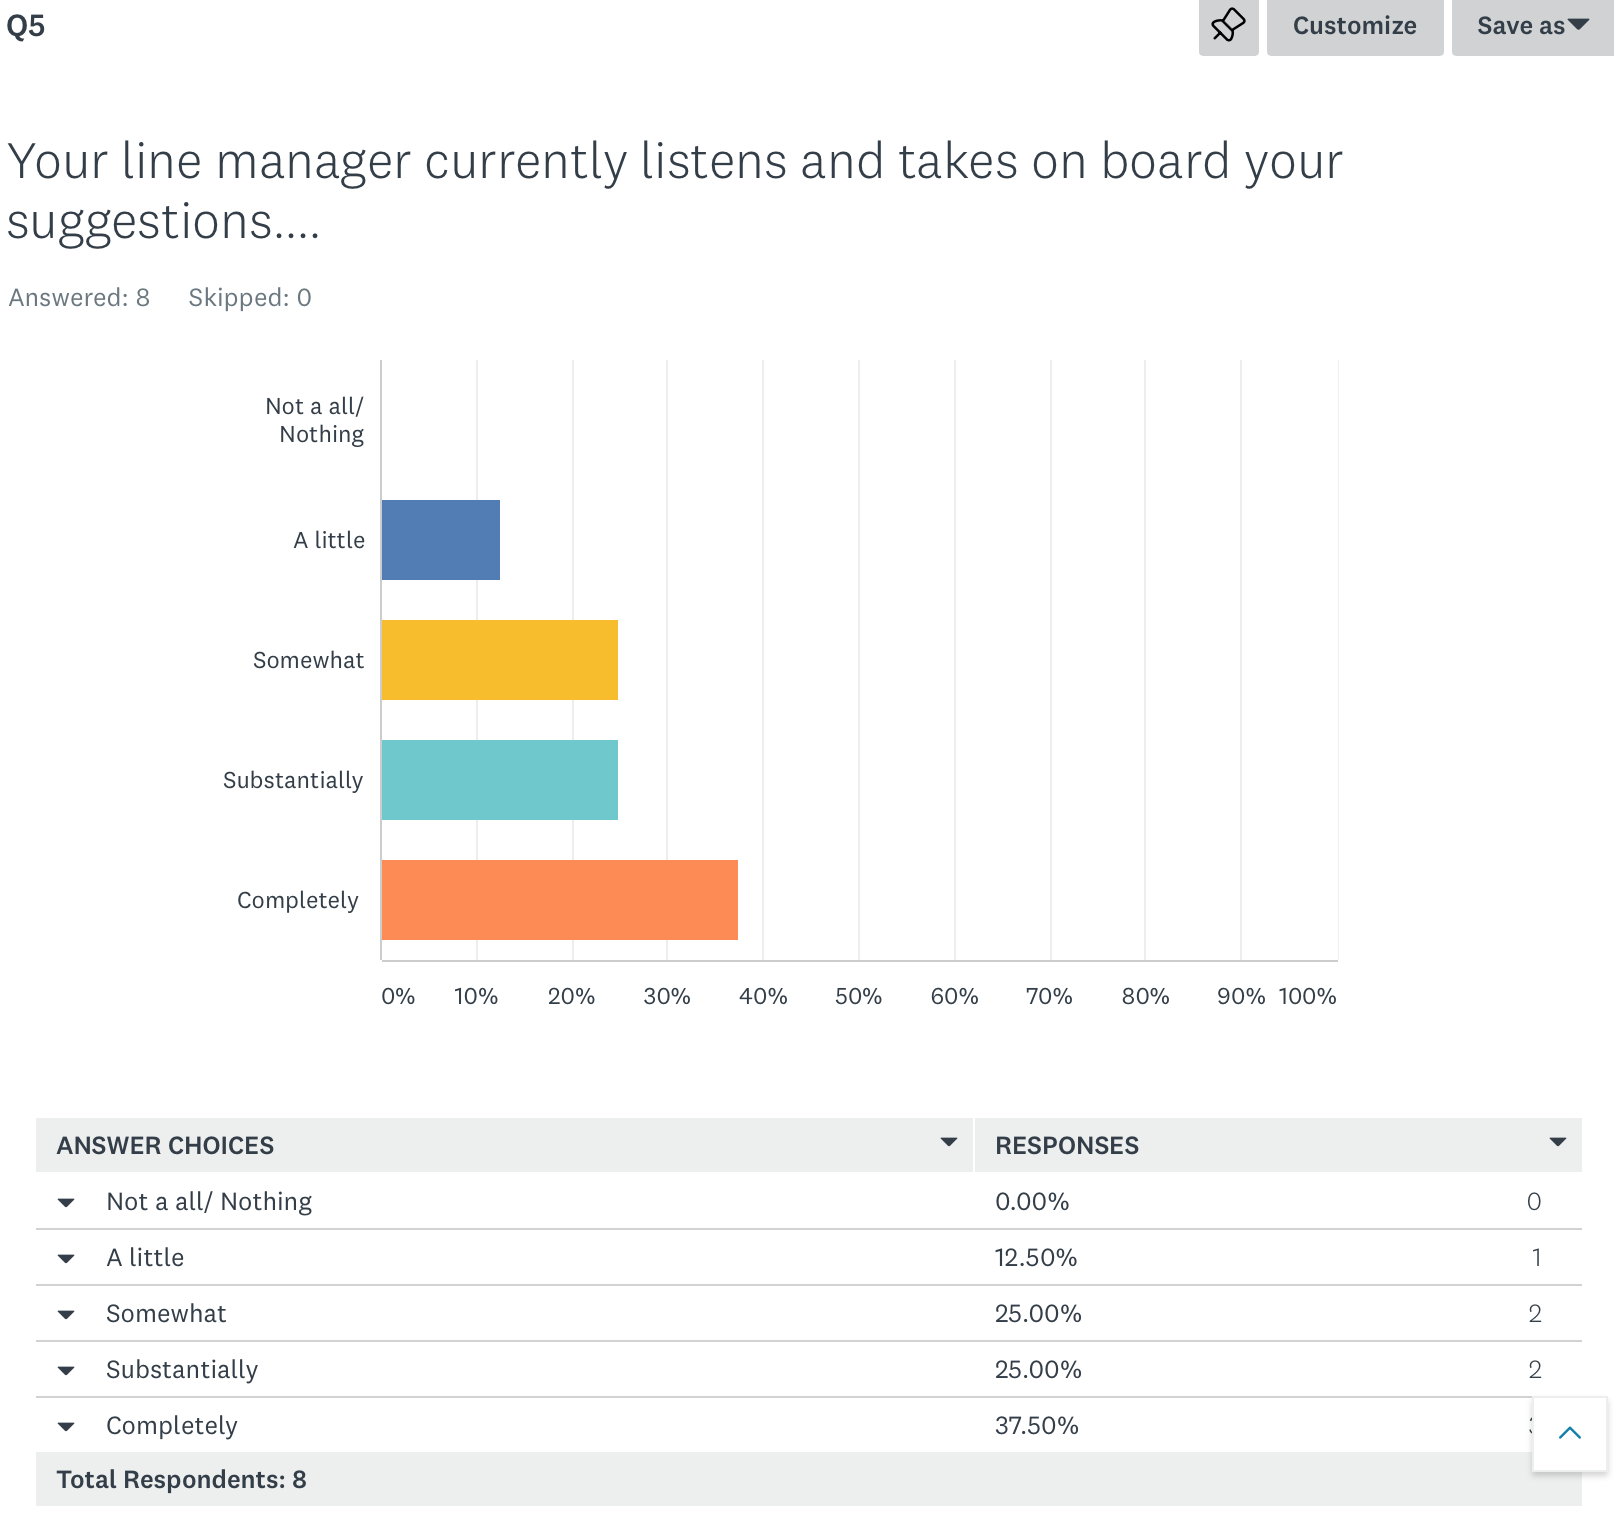 Q5
Customize
Save as
Your line manager currently listens and takes on board your
suggestions....
Answered: 8 Skipped: 0
Not a all/
Nothing
A little
Somewhat
Substantially
Completely
0% 10% 20% 30% 40% 50% 60% 70% 80% 90% 100%
ANSWER CHOICES RESPONSES
Not a all/ Nothing 0.00% 0
A little 12.50% 1
Somewhat 25.00% 2
Substantially 25.00% 2
Completely 37.50%
Total Respondents: 8